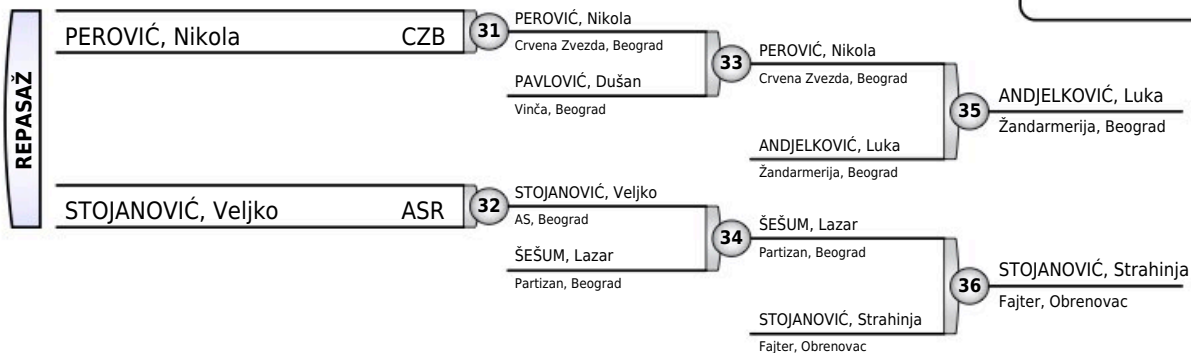 REPASAŽ
PEROVIĆ, Nikola CZB
31
PEROVIĆ, Nikola
Crvena Zvezda, Beograd
PAVLOVIĆ, Dušan
Vinča, Beograd
33
PEROVIĆ, Nikola
Crvena Zvezda, Beograd
ANDJELKOVIĆ, Luka
Žandarmerija, Beograd
35
ANDJELKOVIĆ, Luka
Žandarmerija, Beograd
STOJANOVIĆ, Veljko ASR
32
STOJANOVIĆ, Veljko
AS, Beograd
ŠEŠUM, Lazar
Partizan, Beograd
34
ŠEŠUM, Lazar
Partizan, Beograd
STOJANOVIĆ, Strahinja
Fajter, Obrenovac
36
STOJANOVIĆ, Strahinja
Fajter, Obrenovac